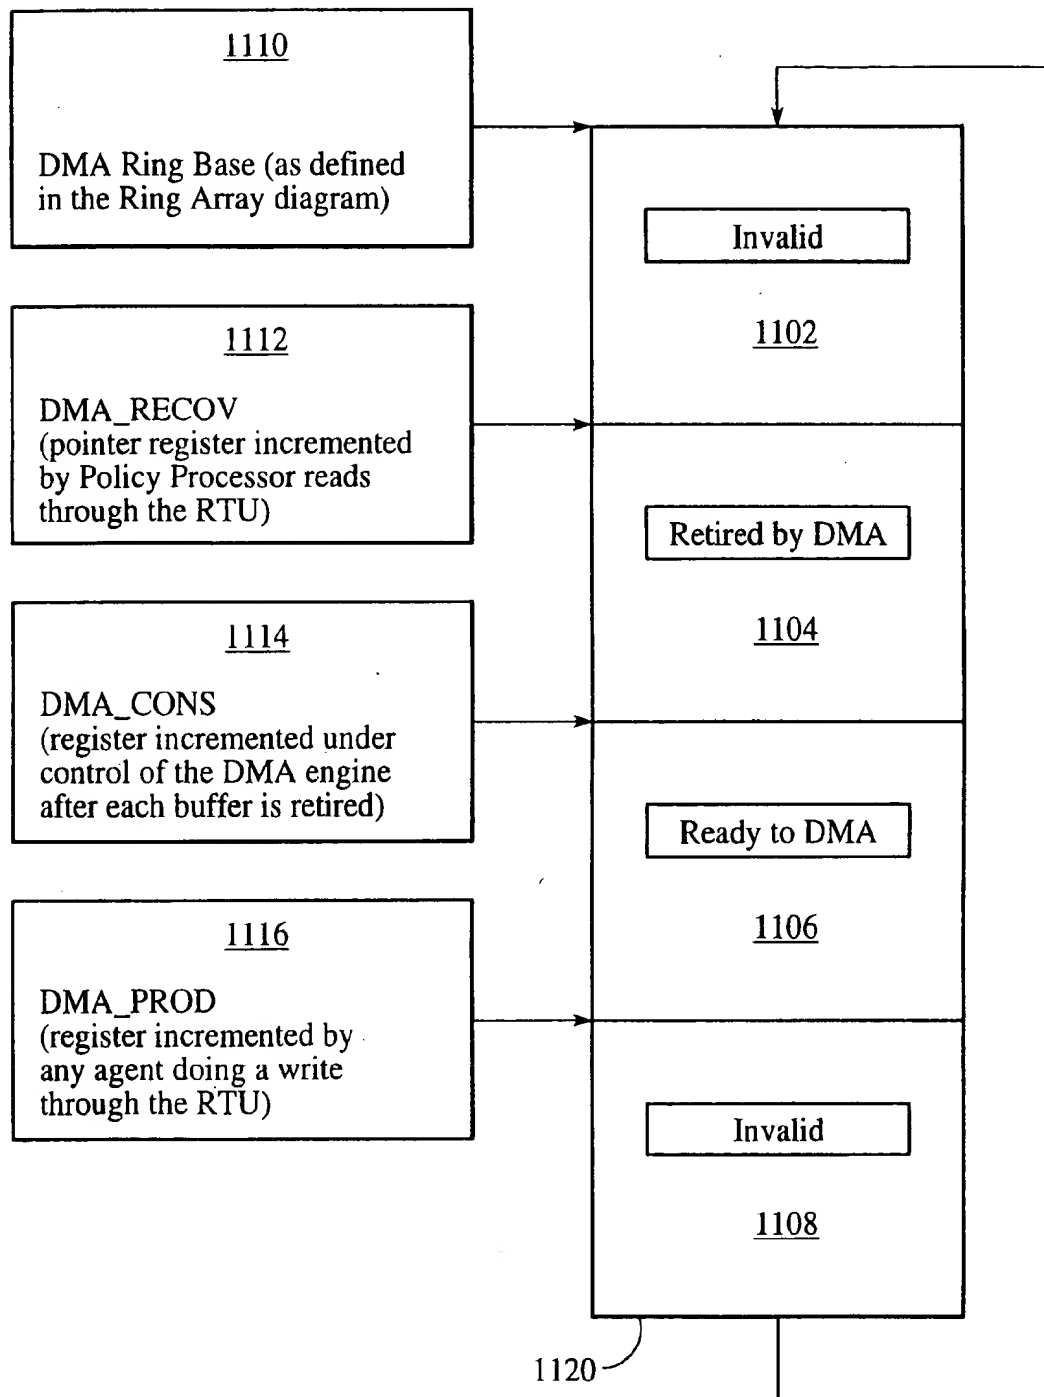 1110
DMA Ring Base (as defined
in the Ring Array diagram)
1112
DMA_RECOV
(pointer register incremented
by Policy Processor reads
through the RTU)
1114
DMA_CONS
(register incremented under
control of the DMA engine
after each buffer is retired)
1116
DMA_PROD
(register incremented by
any agent doing a write
through the RTU)
Invalid
1102
Retired by DMA
1104
Ready to DMA
1106
Invalid
1108
1120